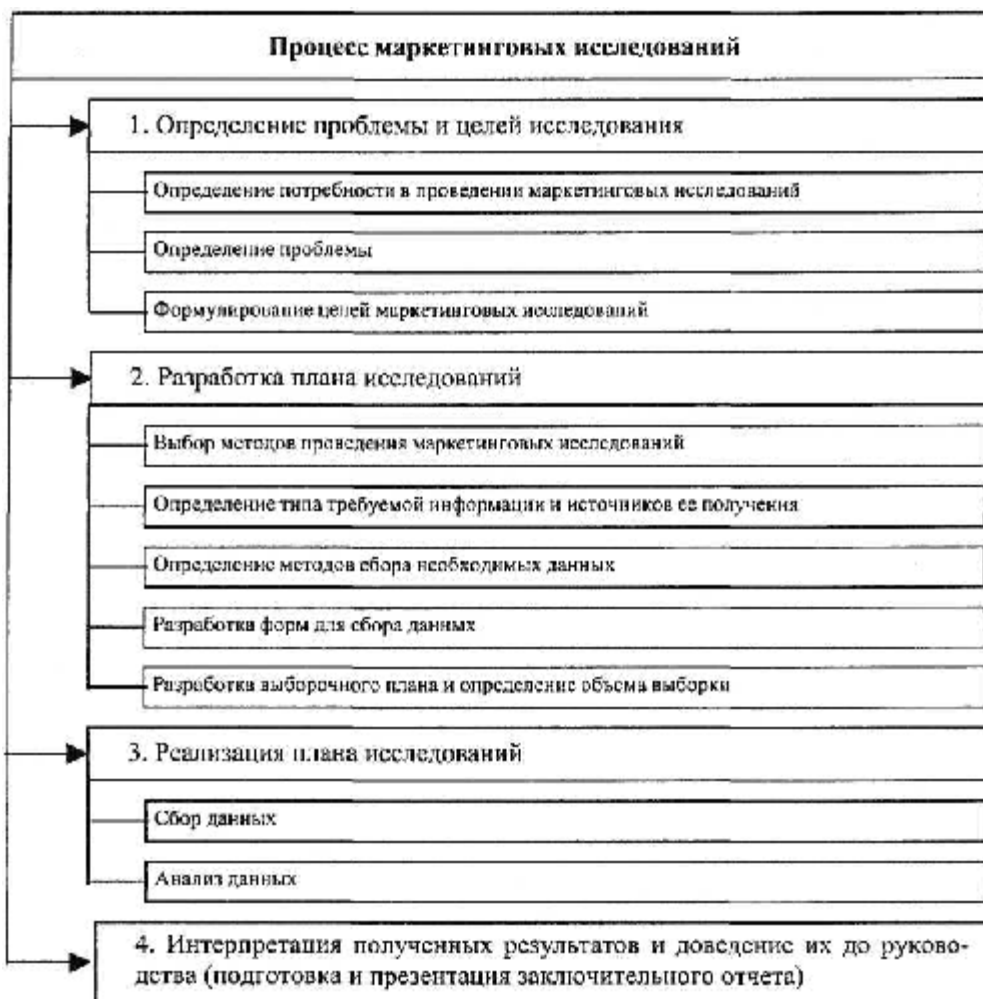 Процесс маркетинговых исследований
1. Определение проблемы и целей исследования
Определение потребности в проведении маркетинговых исследований
Определение проблемы
Формулирование целей маркетинговых исследований
2. Разработка плана исследований
Выбор методов проведения маркетинговых исследований
Определение типа требуемой информации и источников ее получения
Определение методов сбора необходимых данных
Разработка форм для сбора данных
Разработка выборочного плана и определение объема выборки
3. Реализация плана исследований
Сбор данных
Анализ данных
4. Интерпретация полученных результатов и доведение их до руково-
дства (подготовка и презентация заключительного отчета)